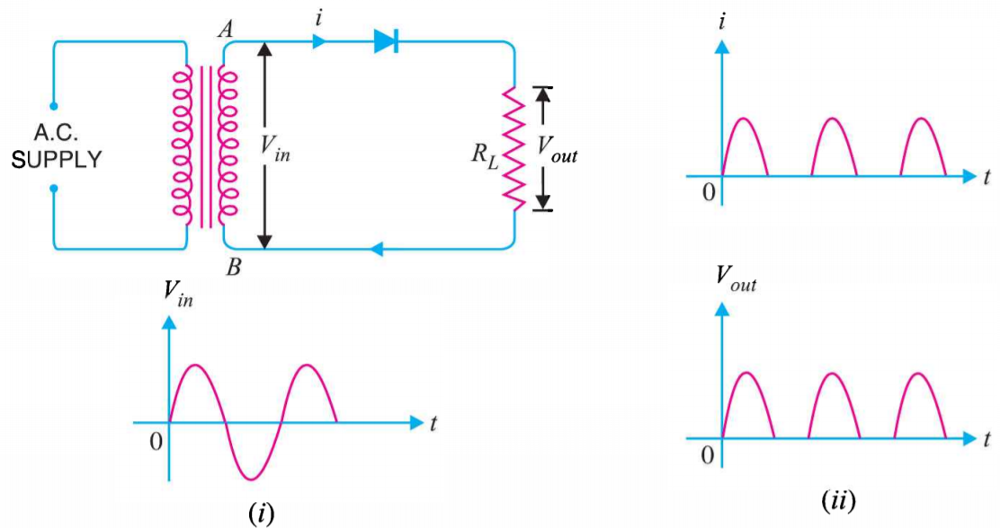 A
i
i
A.C.
SUPPLY
V_in
R_L
V_out
0
t
B
V_in
V_out
0
t
0
t
(i)
(ii)